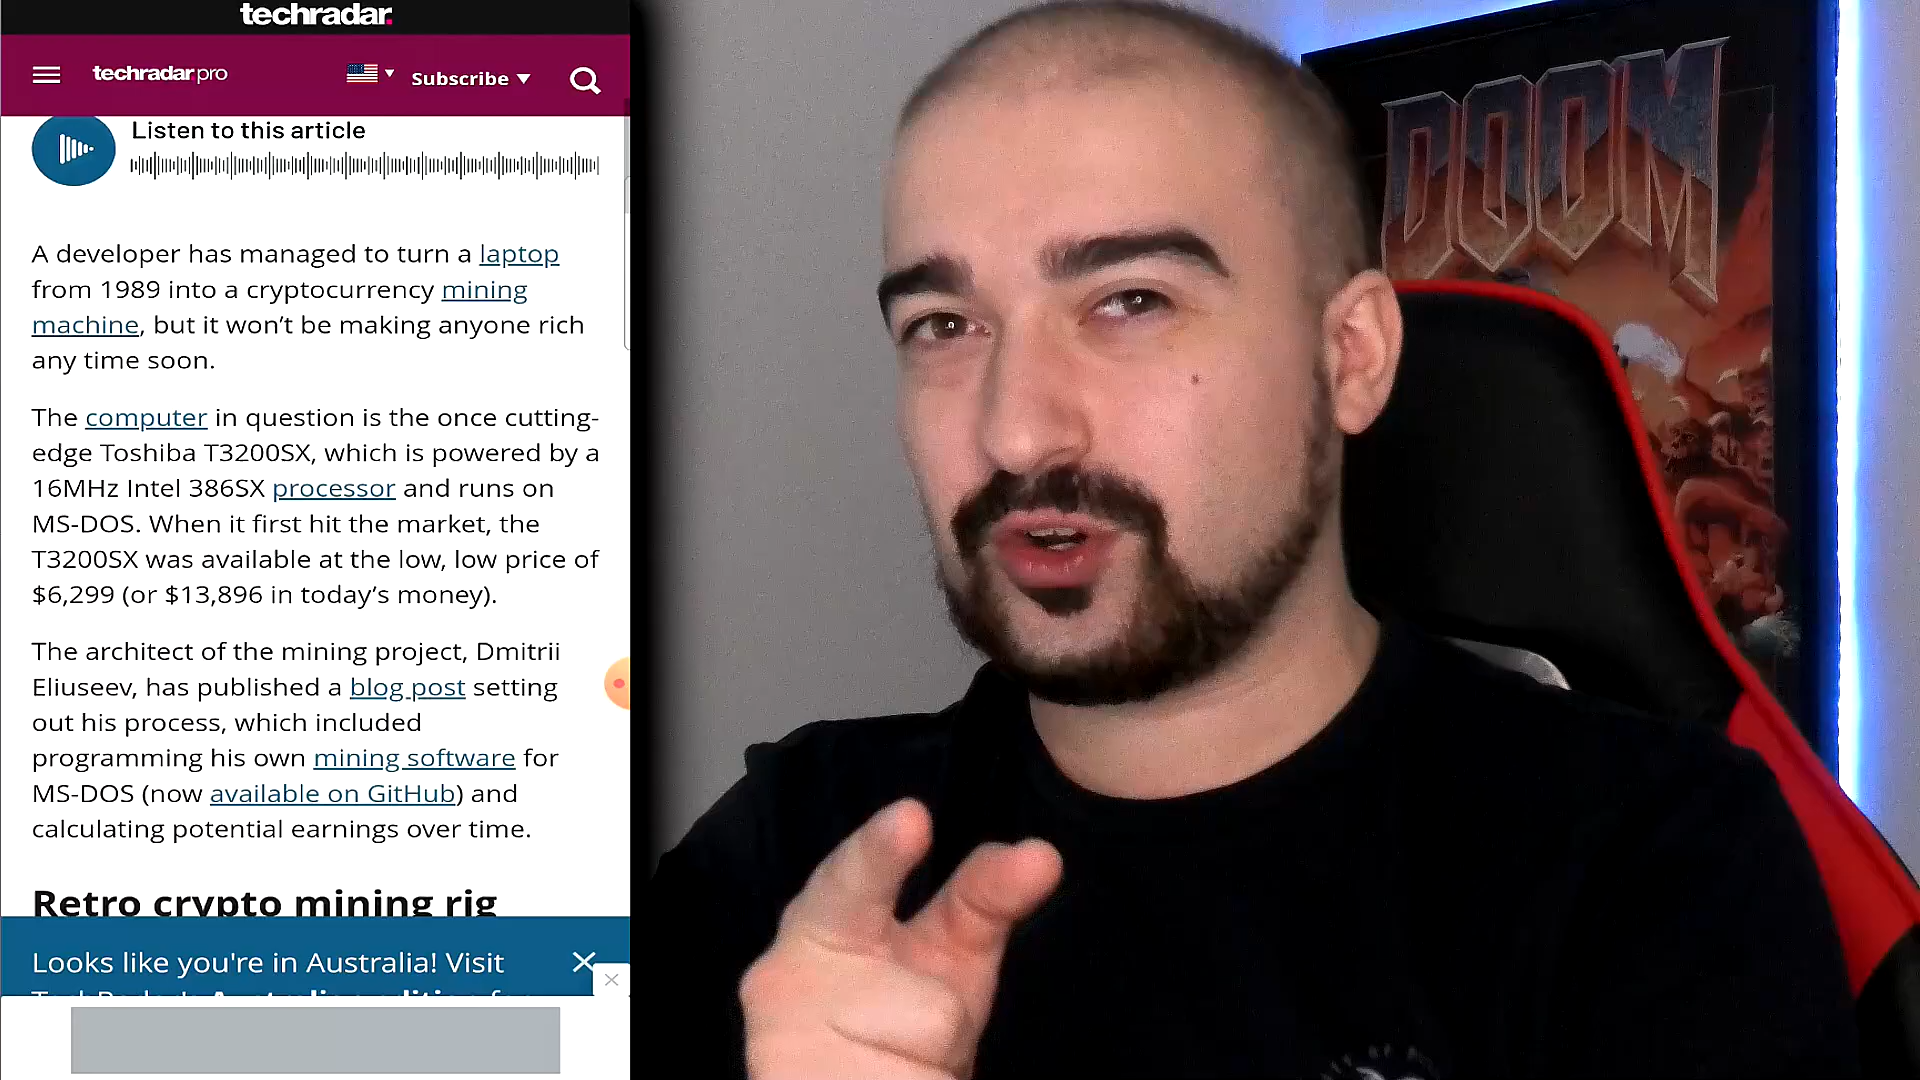 techradar.
techradar.pro
Subscribe
Listen to this article
A developer has managed to turn a laptop
from 1989 into a cryptocurrency mining
machine, but it won’t be making anyone rich
any time soon.
The computer in question is the once cutting-
edge Toshiba T3200SX, which is powered by a
16MHz Intel 386SX processor and runs on
MS-DOS. When it first hit the market, the
T3200SX was available at the low, low price of
$6,299 (or $13,896 in today’s money).
The architect of the mining project, Dmitrii
Eliuseev, has published a blog post setting
out his process, which included
programming his own mining software for
MS-DOS (now available on GitHub) and
calculating potential earnings over time.
Retro crypto mining rig
Looks like you're in Australia! Visit
DOOM